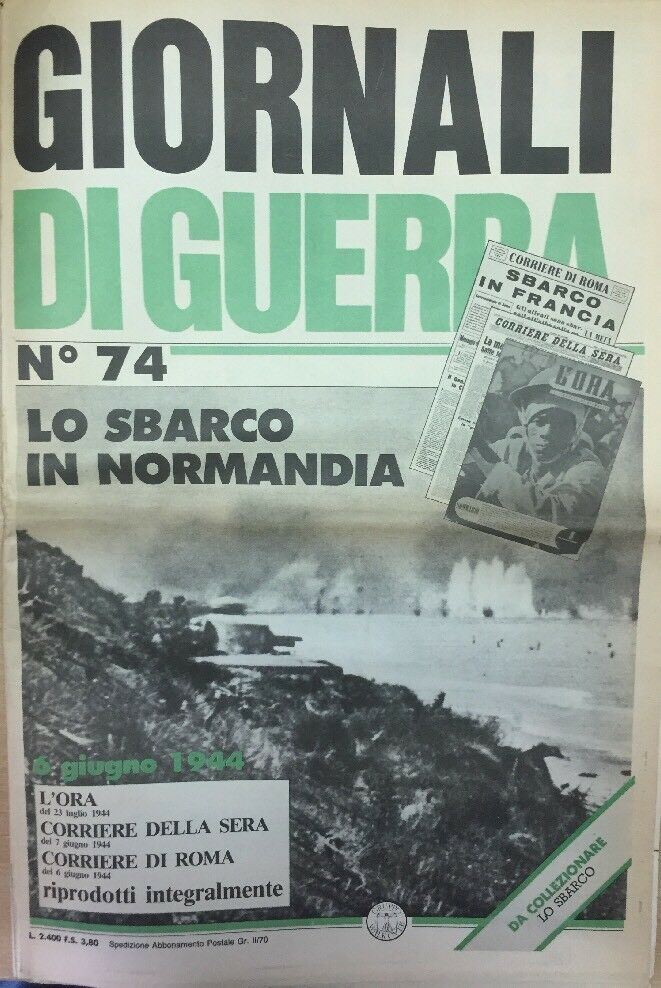 GIORNALI
DI GUERRA
CORRIERE DI ROMA
SBARCO
IN FRANCIA
CORRIERE DELLA SERA
L'ORA
N° 74
LO SBARCO
IN NORMANDIA
6 giugno 1944
L'ORA
del 23 luglio 1944
CORRIERE DELLA SERA
del 7 giugno 1944
CORRIERE DI ROMA
del 6 giugno 1944
riprodotti integralmente
DA COLLEZIONARE
LO SBARCO
L. 2.400 F.S. 3,80 Spedizione Abbonamento Postale Gr. II/70